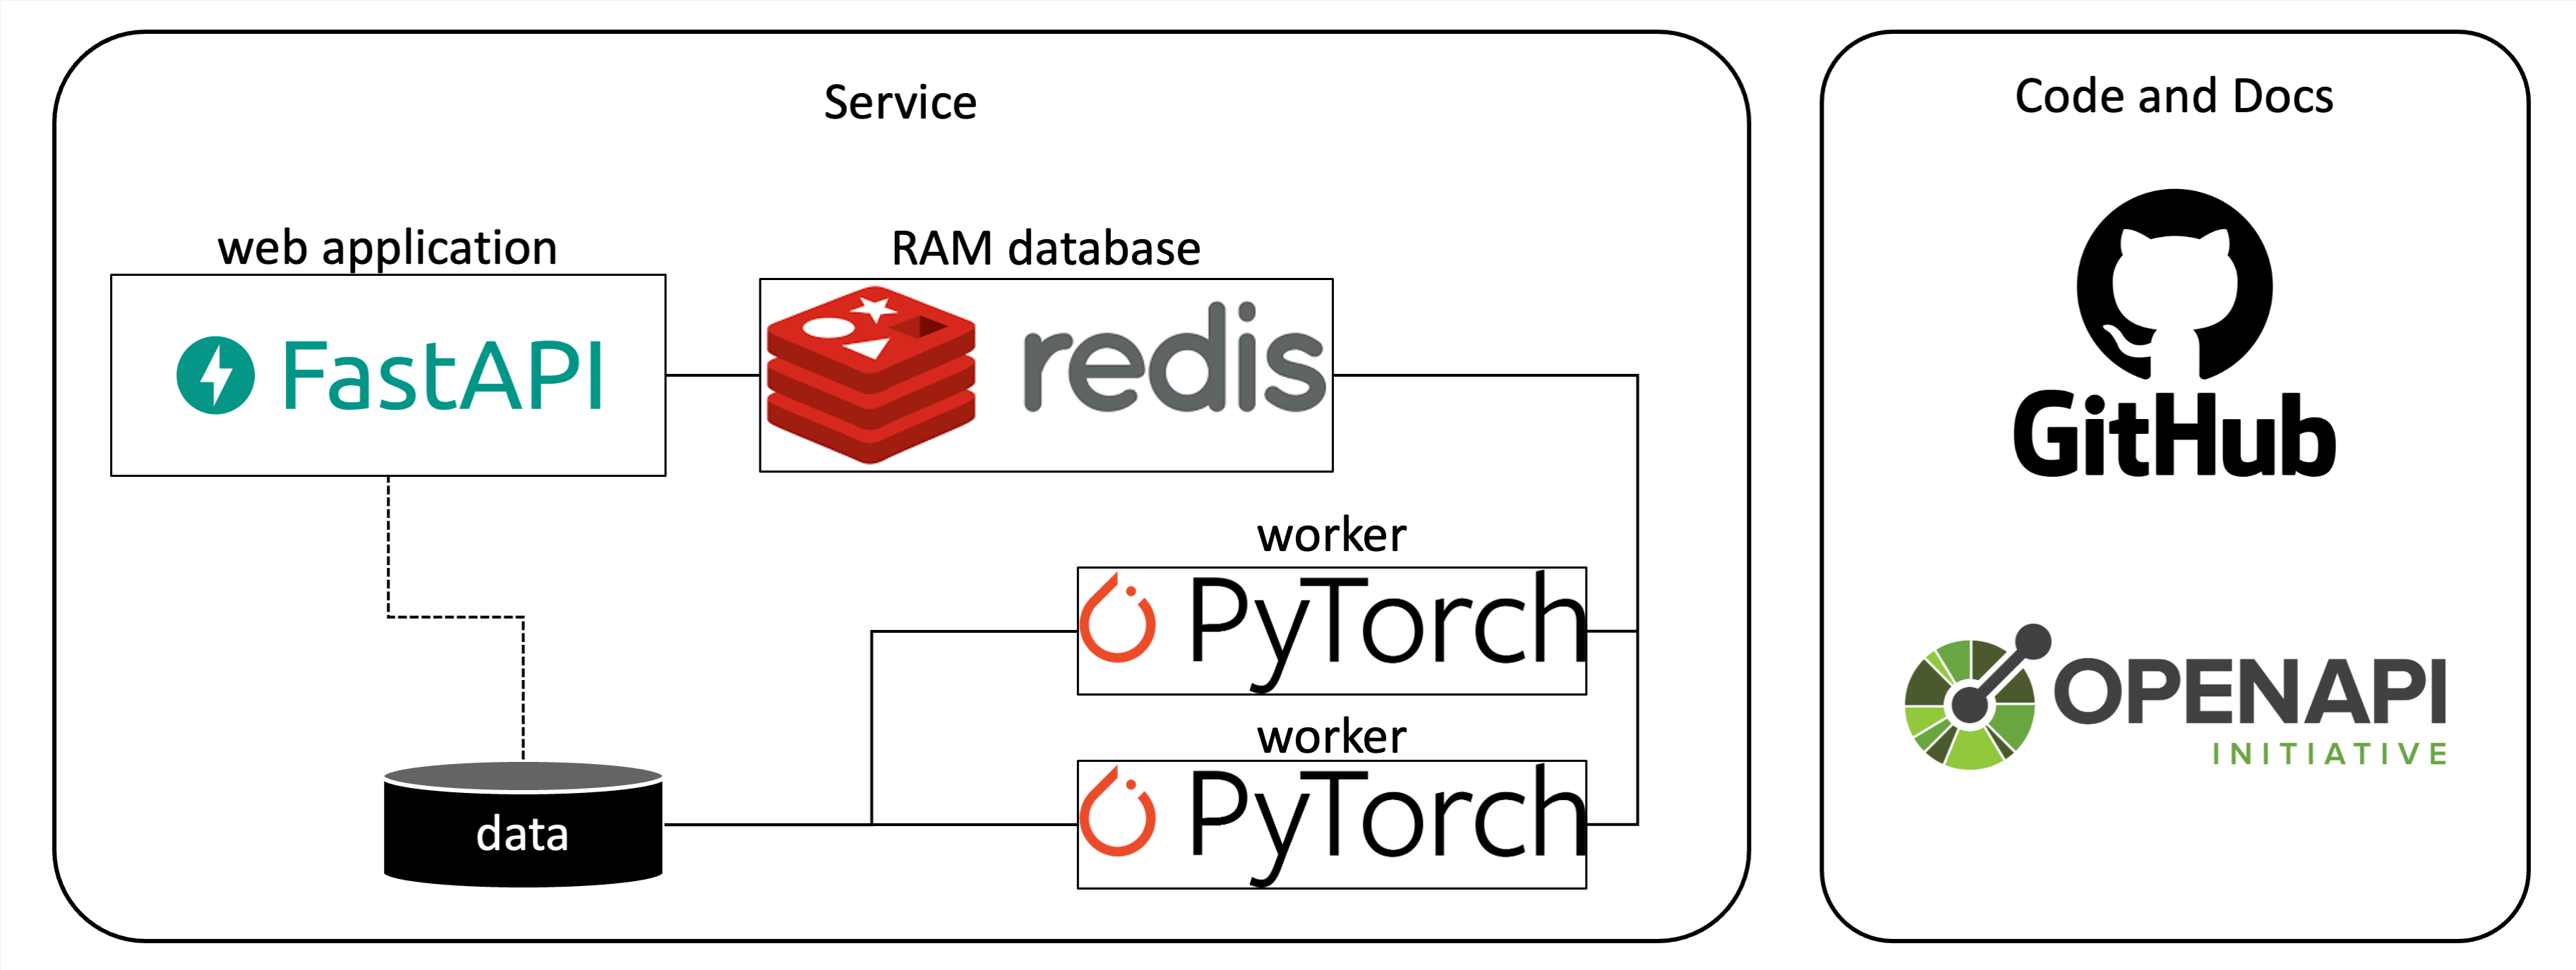 Service
web application
FastAPI
RAM database
redis
worker
PyTorch
worker
PyTorch
data
Code and Docs
GitHub
OPENAPI
INITIATIVE